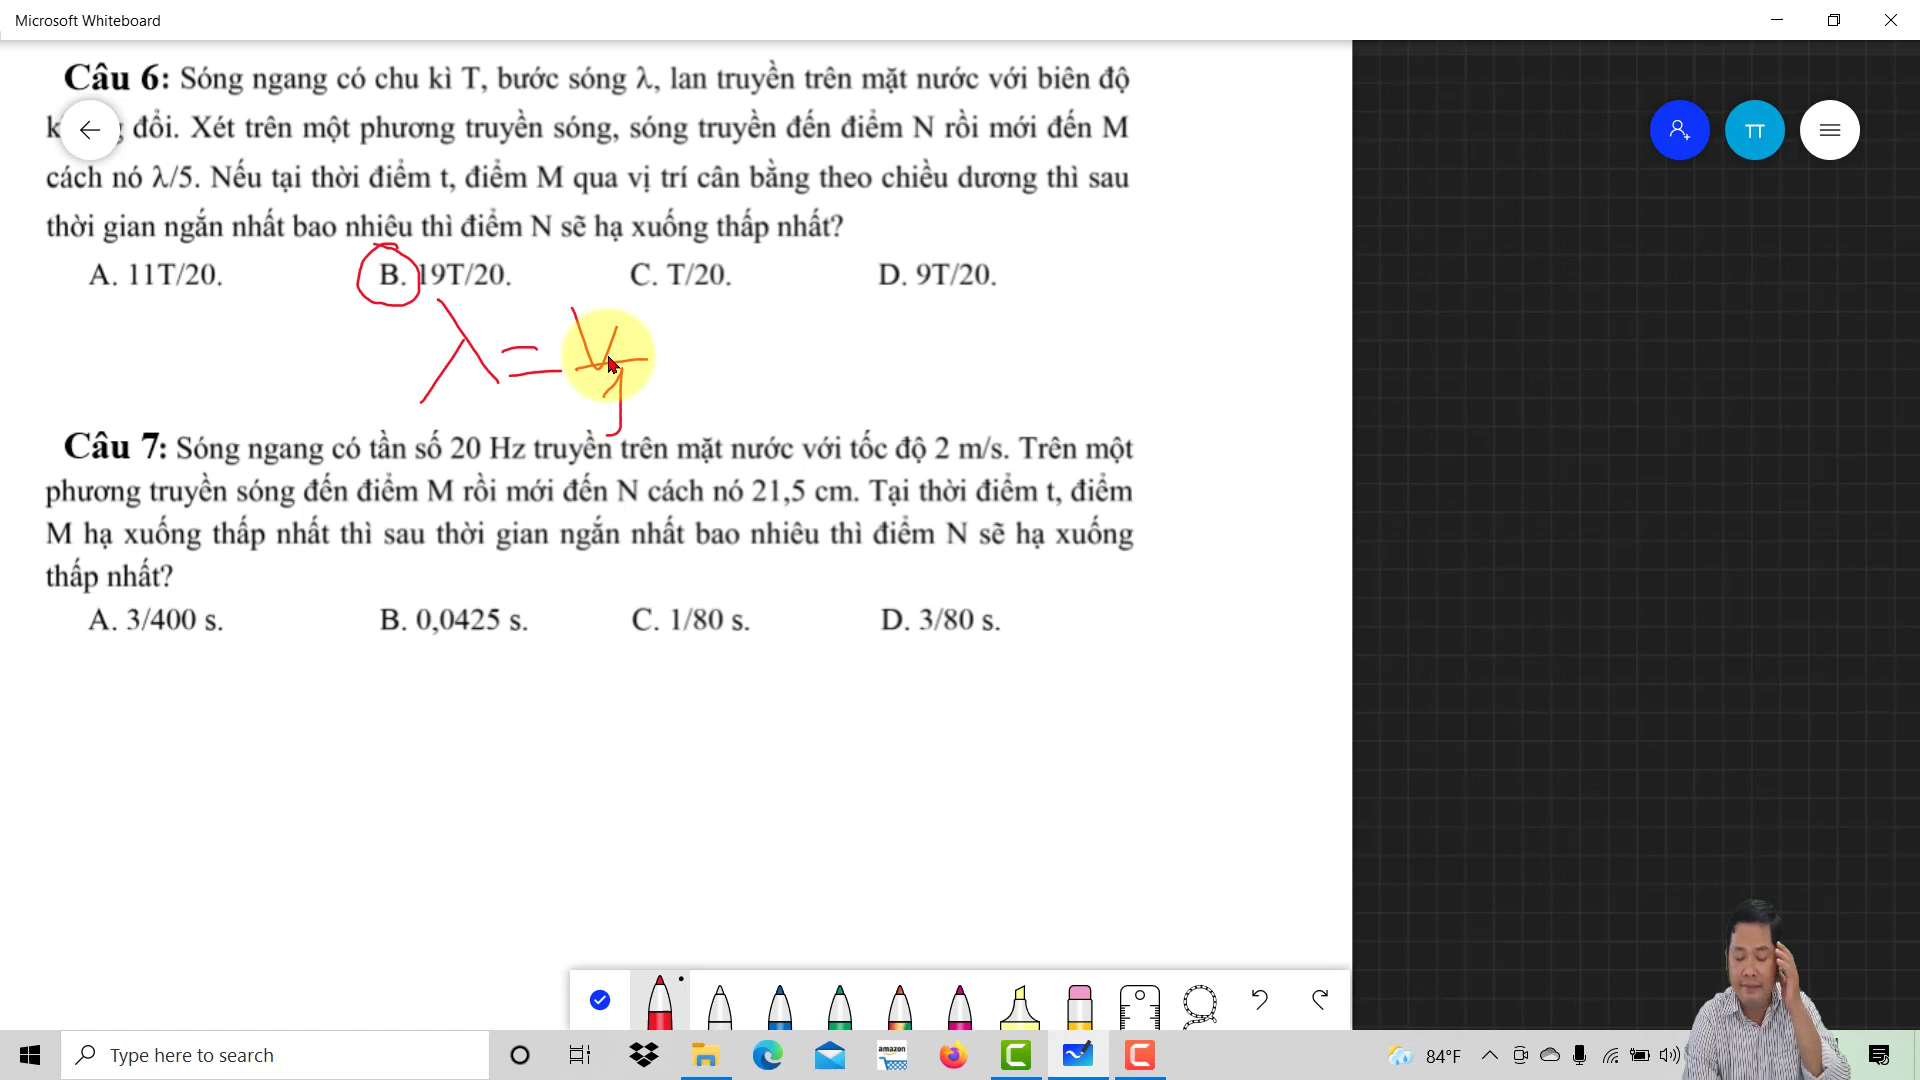 Microsoft Whiteboard
Câu 6: Sóng ngang có chu kì T, bước sóng λ, lan truyền trên mặt nước với biên độ
đổi. Xét trên một phương truyền sóng, sóng truyền đến điểm N rồi mới đến M
cách nó λ/5. Nếu tại thời điểm t, điểm M qua vị trí cân bằng theo chiều dương thì sau
thời gian ngắn nhất bao nhiêu thì điểm N sẽ hạ xuống thấp nhất?
A. 11T/20. B. 19T/20. C. T/20. D. 9T/20.
λ = V/f
Câu 7: Sóng ngang có tần số 20 Hz truyền trên mặt nước với tốc độ 2 m/s. Trên một
phương truyền sóng đến điểm M rồi mới đến N cách nó 21,5 cm. Tại thời điểm t, điểm
M hạ xuống thấp nhất thì sau thời gian ngắn nhất bao nhiêu thì điểm N sẽ hạ xuống
thấp nhất?
A. 3/400 s. B. 0,0425 s. C. 1/80 s. D. 3/80 s.
TT
Type here to search
amazon
84°F